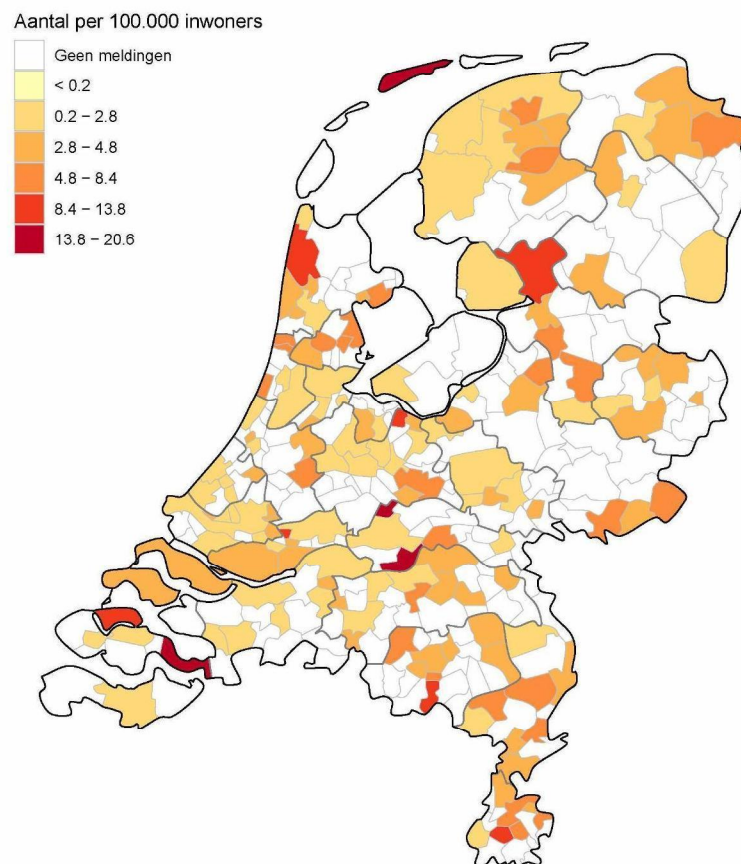 Aantal per 100.000 inwoners
Geen meldingen
< 0.2
0.2 – 2.8
2.8 – 4.8
4.8 – 8.4
8.4 – 13.8
13.8 – 20.6